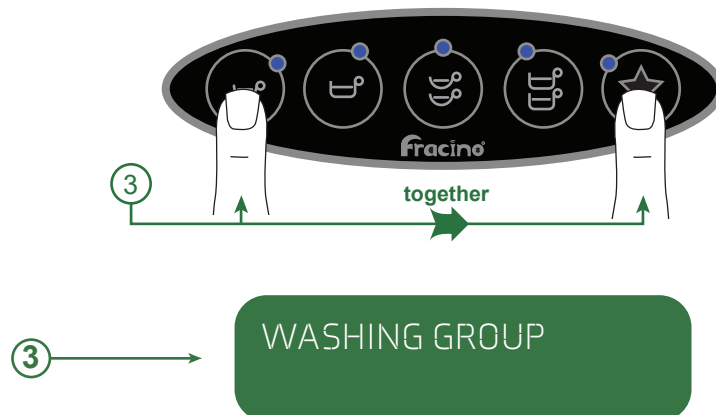 fracino
3
together
3
WASHING GROUP